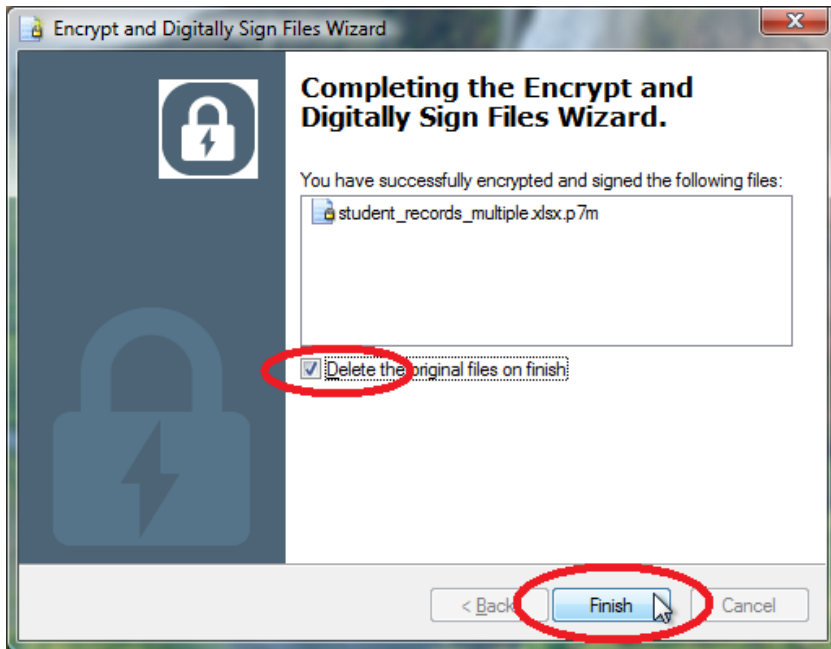 Encrypt and Digitally Sign Files Wizard
Completing the Encrypt and
Digitally Sign Files Wizard.
You have successfully encrypted and signed the following files:
student_records_multiple.xlsx.p7m
Delete the original files on finish
< Back Finish Cancel